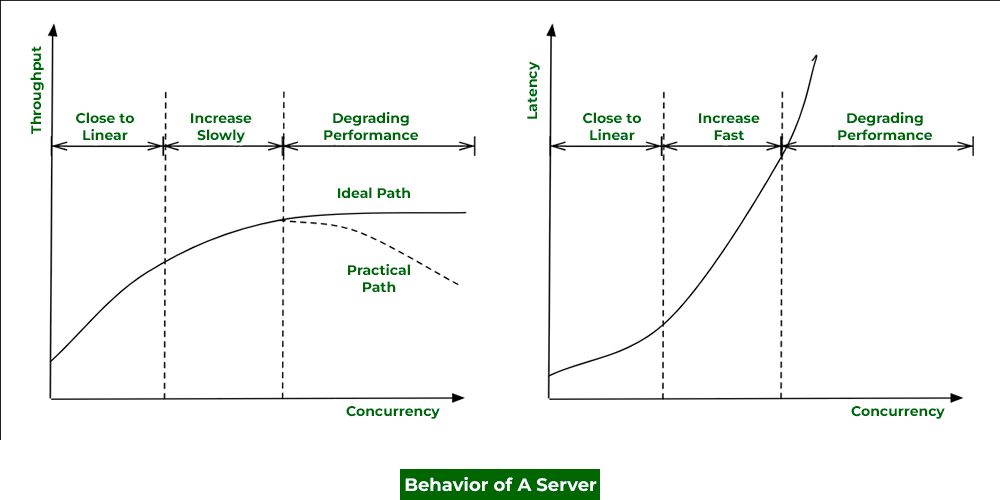 Throughput
Close to
Linear
Increase
Slowly
Degrading
Performance
Ideal Path
Practical
Path
Concurrency
Latency
Close to
Linear
Increase
Fast
Degrading
Performance
Concurrency
Behavior of A Server